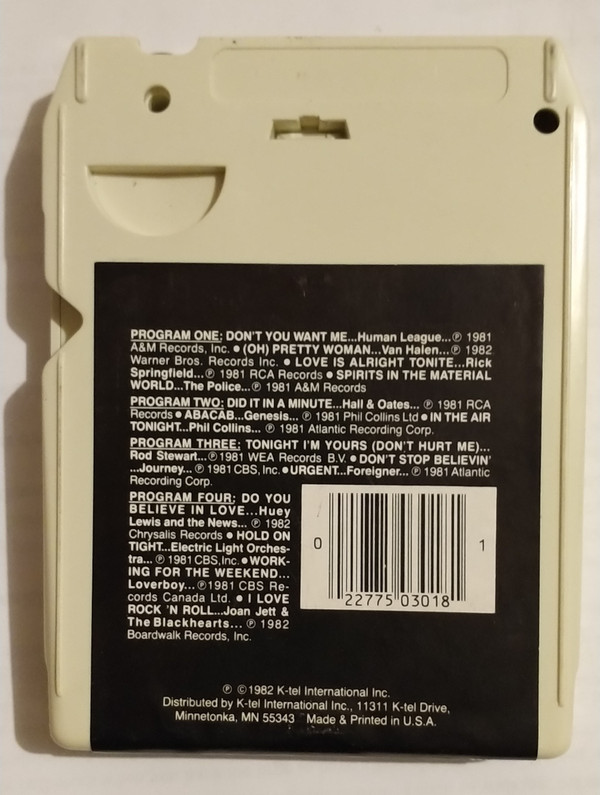 PROGRAM ONE: DON'T YOU WANT ME...Human League...℗ 1981
A&M Records, Inc. ● (OH) PRETTY WOMAN...Van Halen...℗ 1982
Warner Bros. Records Inc. ● LOVE IS ALRIGHT TONITE...Rick
Springfield...℗ 1981 RCA Records ● SPIRITS IN THE MATERIAL
WORLD...The Police...℗ 1981 A&M Records
PROGRAM TWO: DID IT IN A MINUTE...Hall & Oates... ℗ 1981 RCA
Records ● ABACAB...Genesis... ℗ 1981 Phil Collins Ltd ● IN THE AIR
TONIGHT...Phil Collins... ℗ 1981 Atlantic Recording Corp.
PROGRAM THREE: TONIGHT I'M YOURS (DON'T HURT ME)...
Rod Stewart...℗ 1981 WEA Records B.V. ● DON'T STOP BELIEVIN'
...Journey...℗ 1981 CBS, Inc. ● URGENT...Foreigner...℗ 1981 Atlantic
Recording Corp.
PROGRAM FOUR: DO YOU
BELIEVE IN LOVE...Huey
Lewis and the News... ℗ 1982
Chrysalis Records ● HOLD ON
TIGHT...Electric Light Orches-
tra...℗ 1981 CBS,Inc. ● WORK-
ING FOR THE WEEKEND...
Loverboy...℗1981 CBS Re-
cords Canada Ltd. ● I LOVE
ROCK 'N ROLL...Joan Jett &
The Blackhearts... ℗ 1982
Boardwalk Records, Inc.
0 22775 03018 1
℗ ©1982 K-tel International Inc.
Distributed by K-tel International Inc., 11311 K-tel Drive,
Minnetonka, MN 55343 Made & Printed in U.S.A.